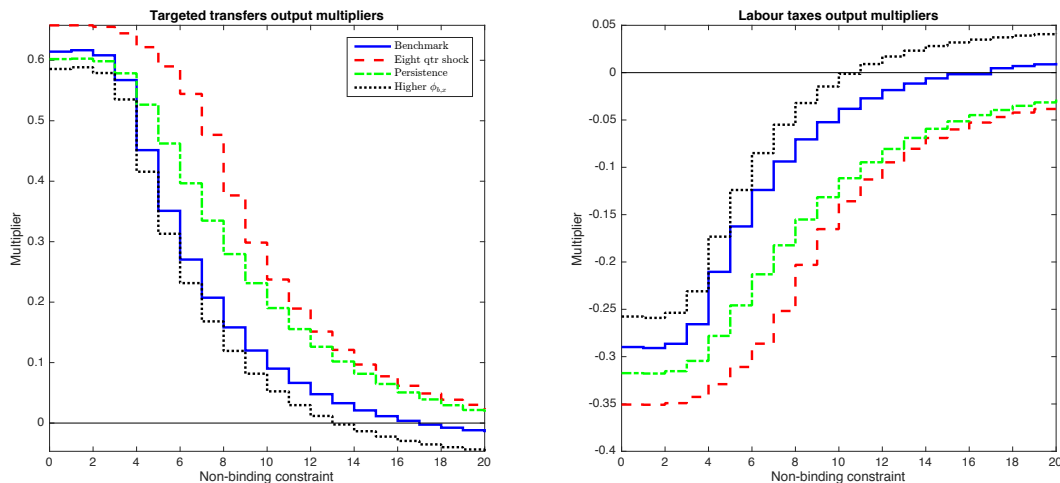 Targeted transfers output multipliers
Multiplier
0.6
0.5
0.4
0.3
0.2
0.1
0
Benchmark
Eight qtr shock
Persistence
Higher ϕb,x
0 2 4 6 8 10 12 14 16 18 20
Non-binding constraint
Labour taxes output multipliers
Multiplier
0.05
0
-0.05
-0.1
-0.15
-0.2
-0.25
-0.3
-0.35
-0.4
0 2 4 6 8 10 12 14 16 18 20
Non-binding constraint